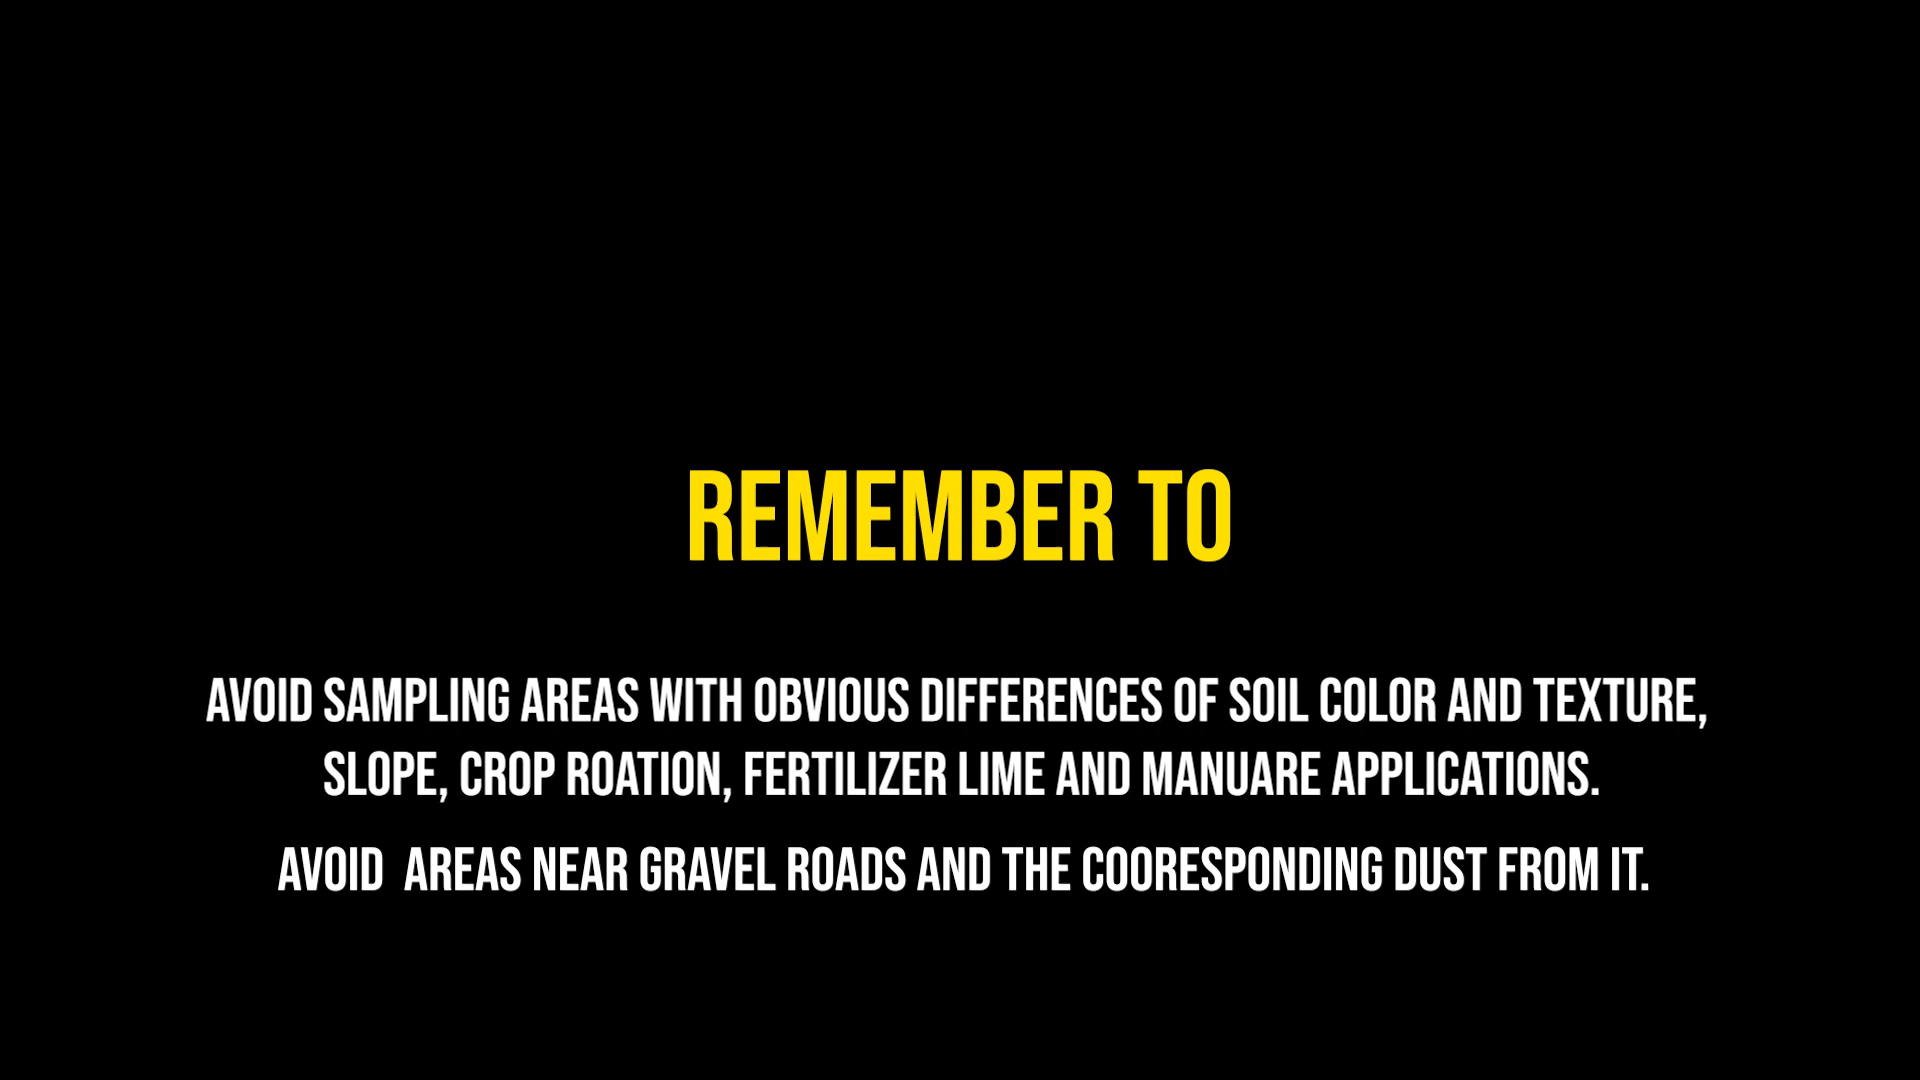 REMEMBER TO
AVOID SAMPLING AREAS WITH OBVIOUS DIFFERENCES OF SOIL COLOR AND TEXTURE,
SLOPE, CROP ROATION, FERTILIZER LIME AND MANUARE APPLICATIONS.
AVOID  AREAS NEAR GRAVEL ROADS AND THE COORESPONDING DUST FROM IT.